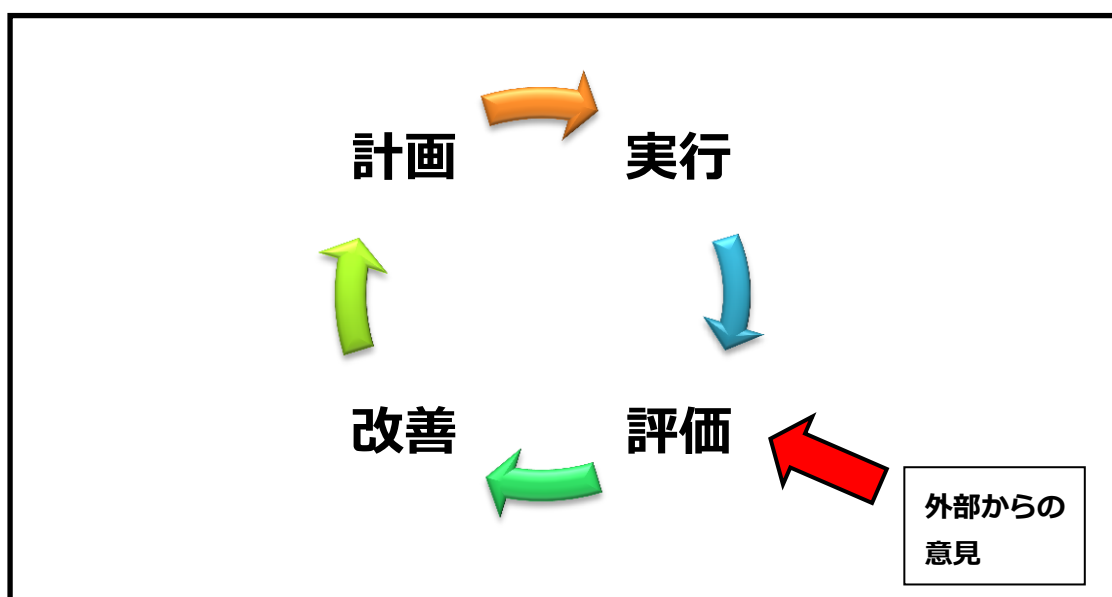 計画
実行
改善
評価
外部からの
意見